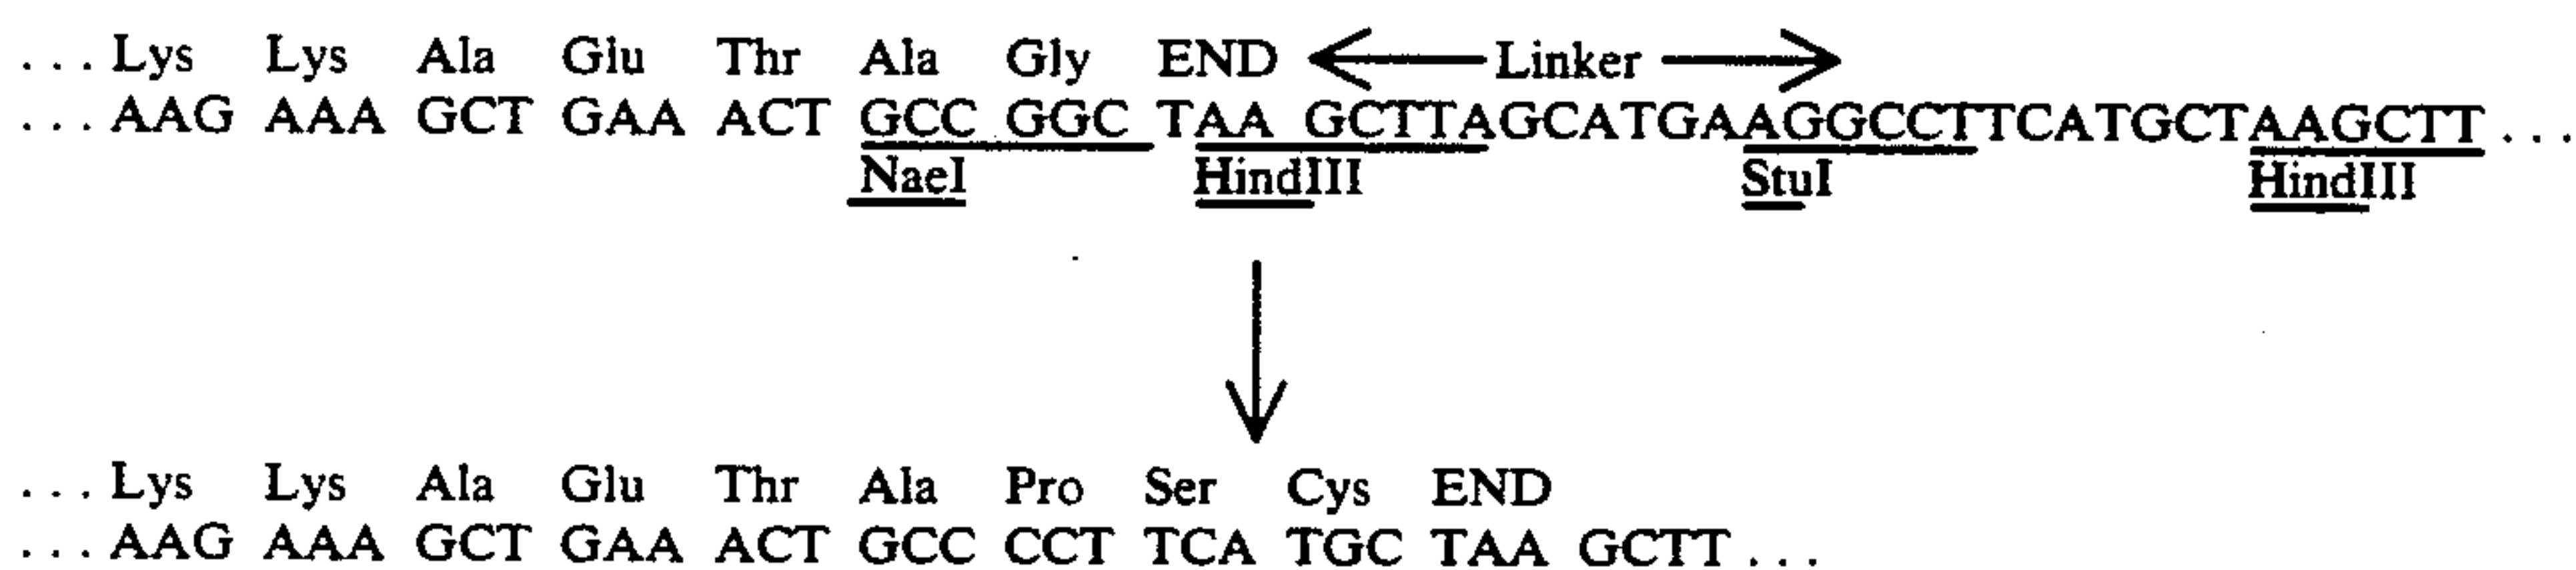 ... Lys Lys Ala Glu Thr Ala Gly END Linker
... AAG AAA GCT GAA ACT GCC GGC TAA GCTTAGCATGAAGGCCTTCATGCTAAGCTT ...
NaeI HindIII StuI HindIII
... Lys Lys Ala Glu Thr Ala Pro Ser Cys END
... AAG AAA GCT GAA ACT GCC CCT TCA TGC TAA GCTT ...